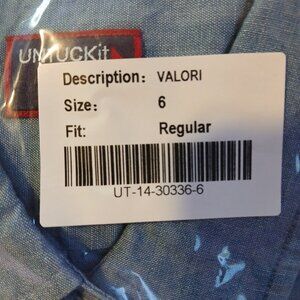 UNTUCKit
Description: VALORI
Size: 6
Fit: Regular
UT-14-30336-6